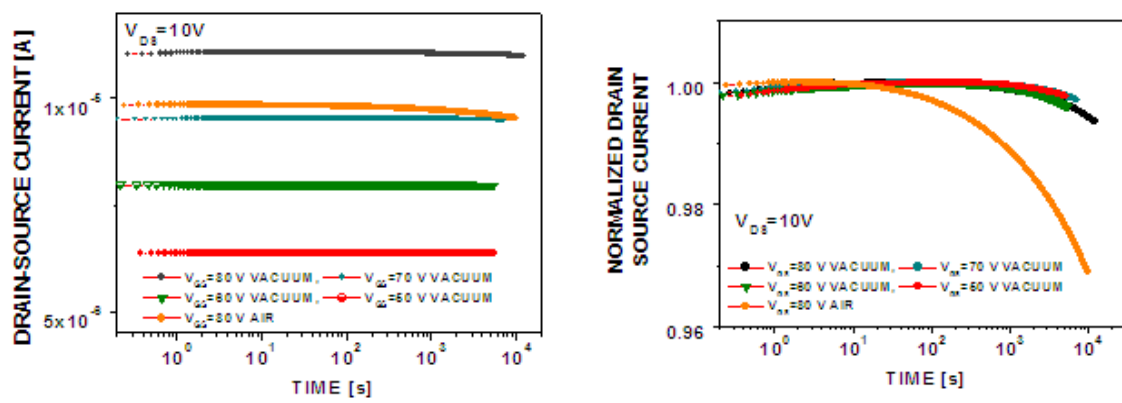 V DS=10V
DRAIN-SOURCE CURRENT [A]
1x10-5
5x10-6
VGS=80 V VACUUM, VGS=70 V VACUUM
VGS=60 V VACUUM, VGS=50 V VACUUM
VGS=80 V AIR
10 0 10 1 10 2 10 3 10 4
TIME [s]
NORMALIZED DRAIN
SOURCE CURRENT
1.00
0.98
0.96
V DS=10V
VGS=80 V VACUUM, VGS=70 V VACUUM
VGS=60 V VACUUM, VGS=50 V VACUUM
VGS=80 V AIR
10 0 10 1 10 2 10 3 10 4
TIME [s]